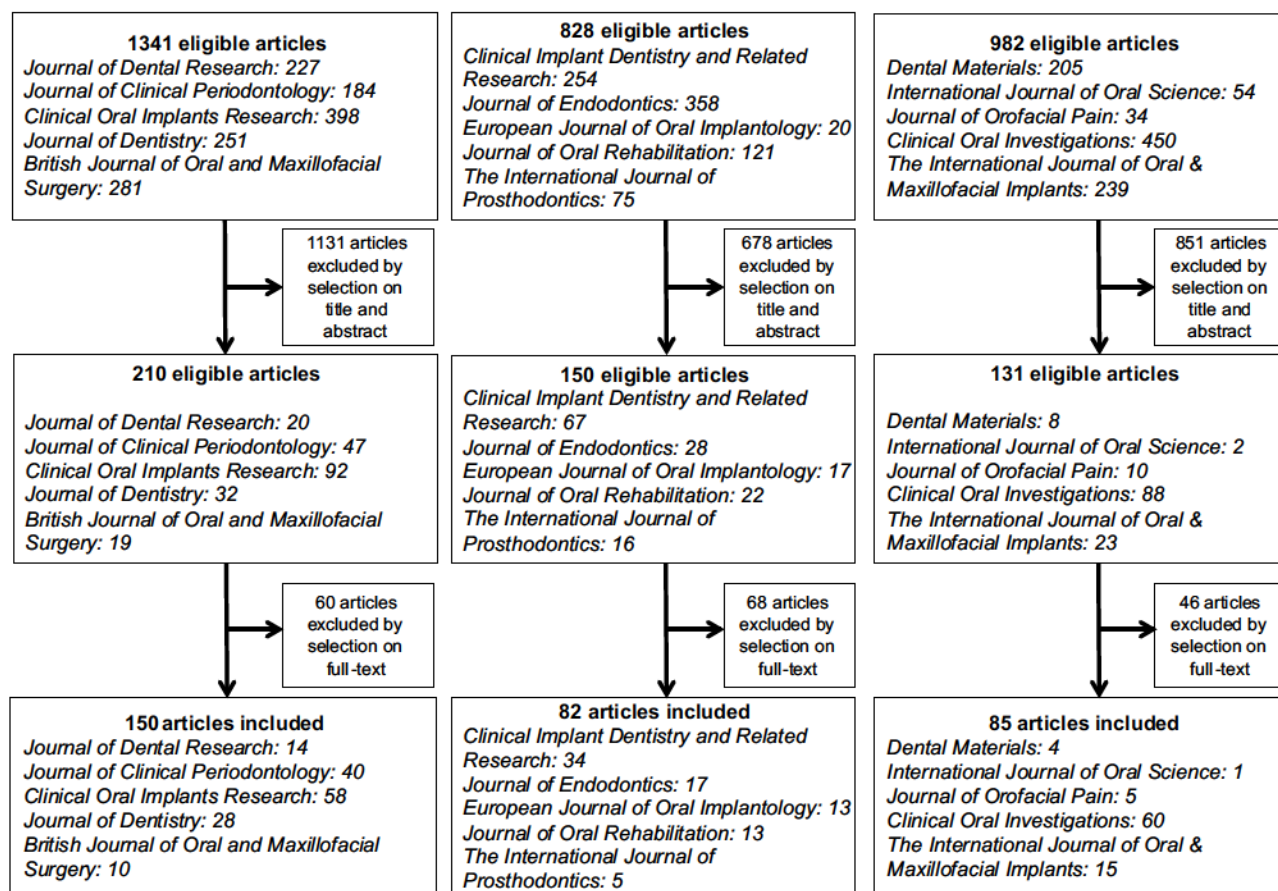 1341 eligible articles
Journal of Dental Research: 227
Journal of Clinical Periodontology: 184
Clinical Oral Implants Research: 398
Journal of Dentistry: 251
British Journal of Oral and Maxillofacial
Surgery: 281
828 eligible articles
Clinical Implant Dentistry and Related
Research: 254
Journal of Endodontics: 358
European Journal of Oral Implantology: 20
Journal of Oral Rehabilitation: 121
The International Journal of
Prosthodontics: 75
982 eligible articles
Dental Materials: 205
International Journal of Oral Science: 54
Journal of Orofacial Pain: 34
Clinical Oral Investigations: 450
The International Journal of Oral &
Maxillofacial Implants: 239
1131 articles
excluded by
selection on
title and
abstract
678 articles
excluded by
selection on
title and
abstract
851 articles
excluded by
selection on
title and
abstract
210 eligible articles
Journal of Dental Research: 20
Journal of Clinical Periodontology: 47
Clinical Oral Implants Research: 92
Journal of Dentistry: 32
British Journal of Oral and Maxillofacial
Surgery: 19
150 eligible articles
Clinical Implant Dentistry and Related
Research: 67
Journal of Endodontics: 28
European Journal of Oral Implantology: 17
Journal of Oral Rehabilitation: 22
The International Journal of
Prosthodontics: 16
131 eligible articles
Dental Materials: 8
International Journal of Oral Science: 2
Journal of Orofacial Pain: 10
Clinical Oral Investigations: 88
The International Journal of Oral &
Maxillofacial Implants: 23
60 articles
excluded by
selection on
full-text
68 articles
excluded by
selection on
full-text
46 articles
excluded by
selection on
full-text
150 articles included
Journal of Dental Research: 14
Journal of Clinical Periodontology: 40
Clinical Oral Implants Research: 58
Journal of Dentistry: 28
British Journal of Oral and Maxillofacial
Surgery: 10
82 articles included
Clinical Implant Dentistry and Related
Research: 34
Journal of Endodontics: 17
European Journal of Oral Implantology: 13
Journal of Oral Rehabilitation: 13
The International Journal of
Prosthodontics: 5
85 articles included
Dental Materials: 4
International Journal of Oral Science: 1
Journal of Orofacial Pain: 5
Clinical Oral Investigations: 60
The International Journal of Oral &
Maxillofacial Implants: 15